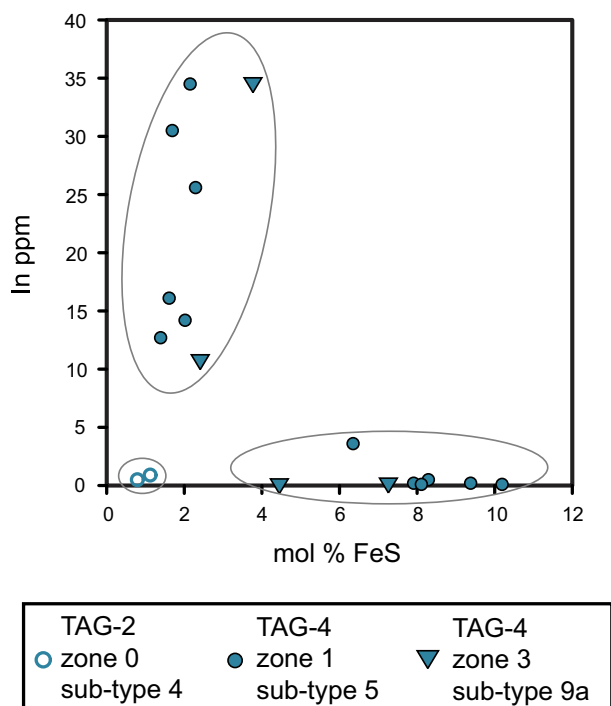 40
35
30
25
20
15
10
5
0
In ppm
0 2 4 6 8 10 12
mol % FeS
TAG-2 TAG-4 TAG-4
zone 0 zone 1 zone 3
sub-type 4 sub-type 5 sub-type 9a